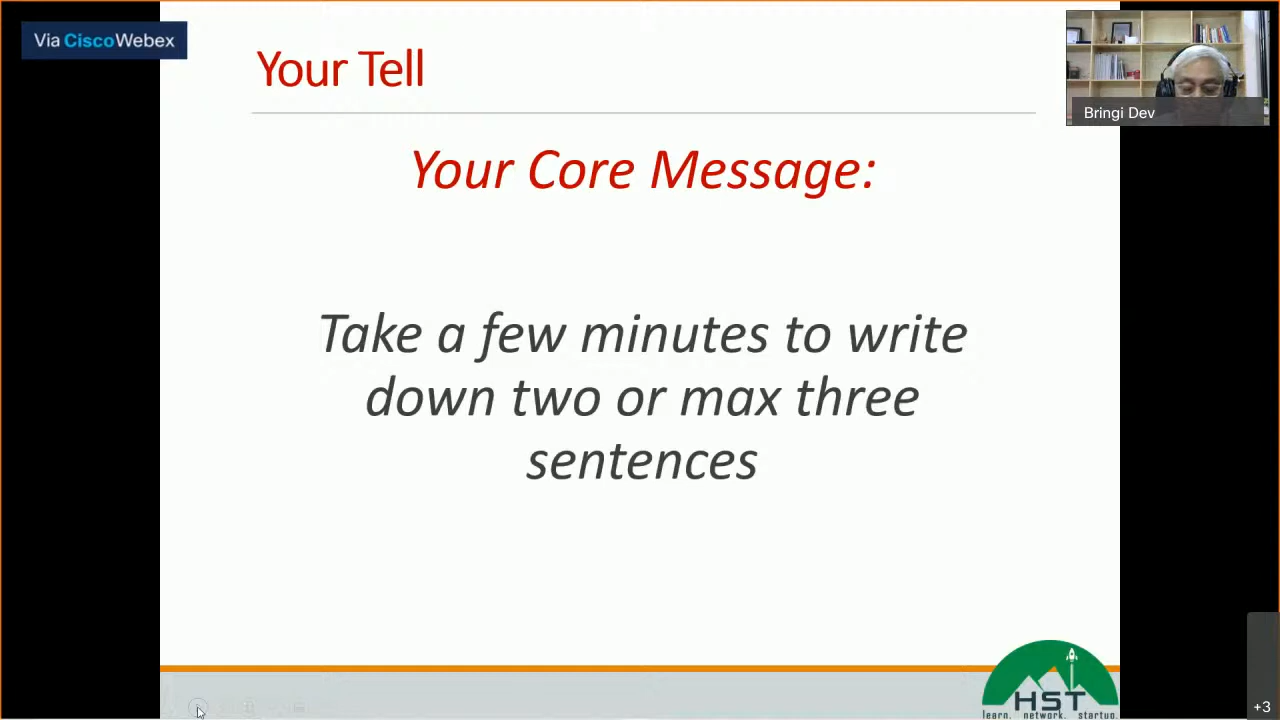 Via CiscoWebex
Your Tell
Bringi Dev
Your Core Message:
Take a few minutes to write
down two or max three
sentences
HST
learn. network. startup.
+3